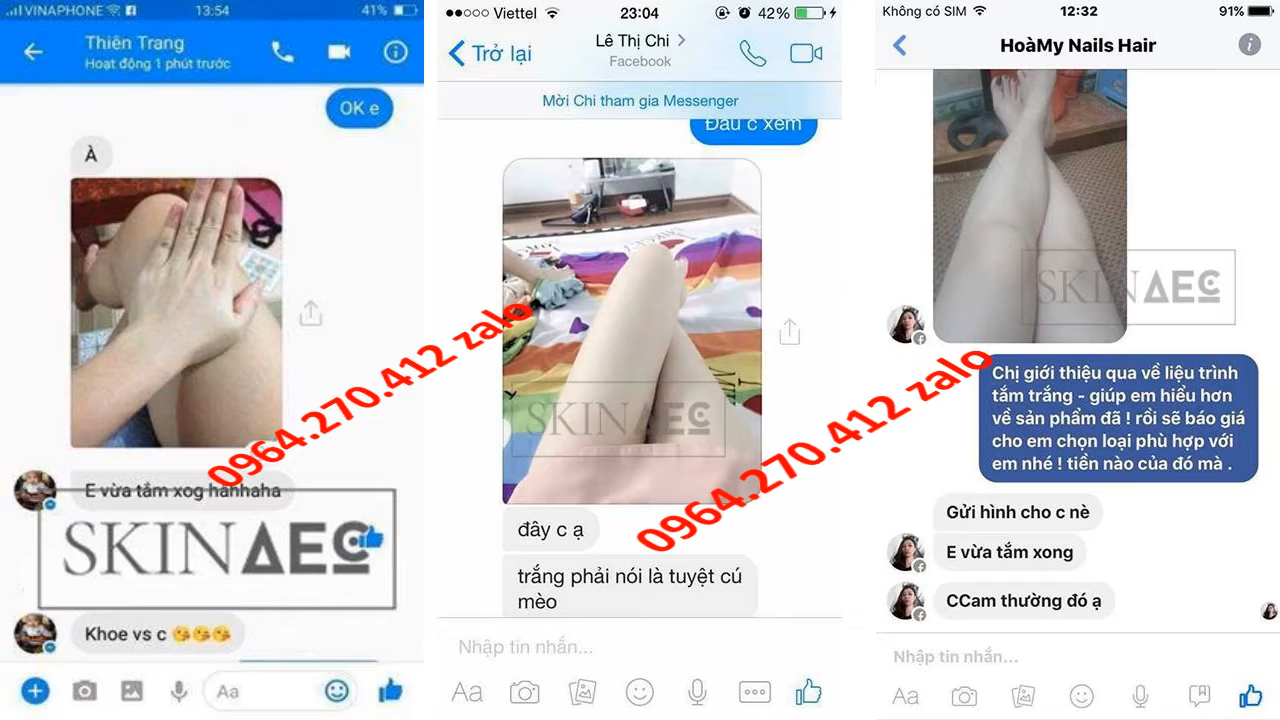 VINAPHONE
13:54
41%
Thiên Trang
Hoạt động 1 phút trước
OK e
À
E vừa tắm xog hanhaha
SKINAEC
Khoe vs c 😘😘😘
Aa
Viettel
23:04
42%
Trở lại
Lê Thị Chi
Facebook
Mời Chi tham gia Messenger
Đâu c xem
SKINAEC
đây c ạ
trắng phải nói là tuyệt cú
mèo
Nhập tin nhắn...
Aa
Không có SIM
12:32
91%
HoàMy Nails Hair
SKINAEC
Chị giới thiệu qua về liệu trình
tắm trắng - giúp em hiểu hơn
về sản phẩm đã ! rồi sẽ báo giá
cho em chọn loại phù hợp với
em nhé ! tiền nào của đó mà .
Gửi hình cho c nè
E vừa tắm xong
CCam thường đó ạ
Nhập tin nhắn...
Aa
0964.270.412 zalo
0964.270.412 zalo